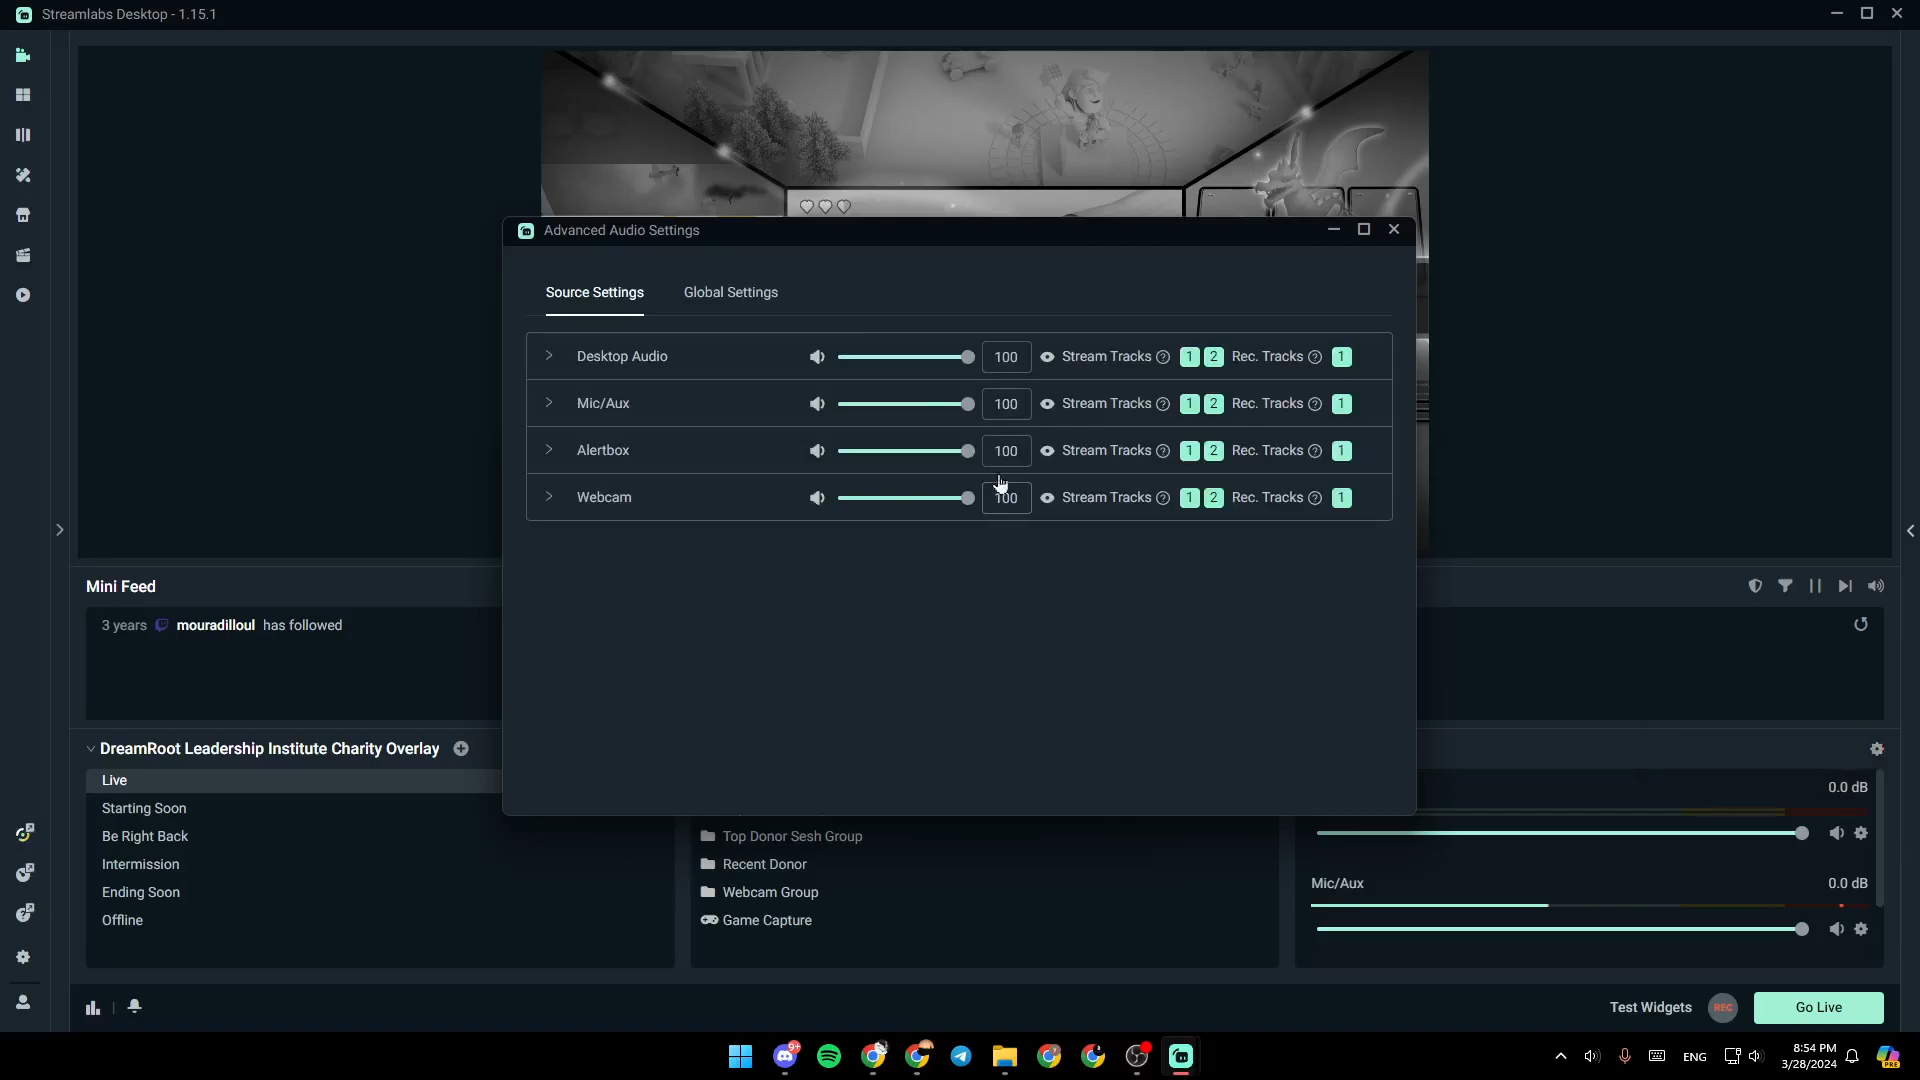 Streamlabs Desktop - 1.15.1
Advanced Audio Settings
Source Settings Global Settings
Desktop Audio 100 Stream Tracks 1 2 Rec. Tracks 1
Mic/Aux 100 Stream Tracks 1 2 Rec. Tracks 1
Alertbox 100 Stream Tracks 1 2 Rec. Tracks 1
Webcam 100 Stream Tracks 1 2 Rec. Tracks 1
Mini Feed
3 years mouradilloul has followed
DreamRoot Leadership Institute Charity Overlay
Live
Starting Soon
Be Right Back
Intermission
Ending Soon
Offline
Top Donor Sesh Group
Recent Donor
Webcam Group
Game Capture
0.0 dB
Mic/Aux 0.0 dB
Test Widgets REC Go Live
9+
ENG
8:54 PM
3/28/2024
PRE